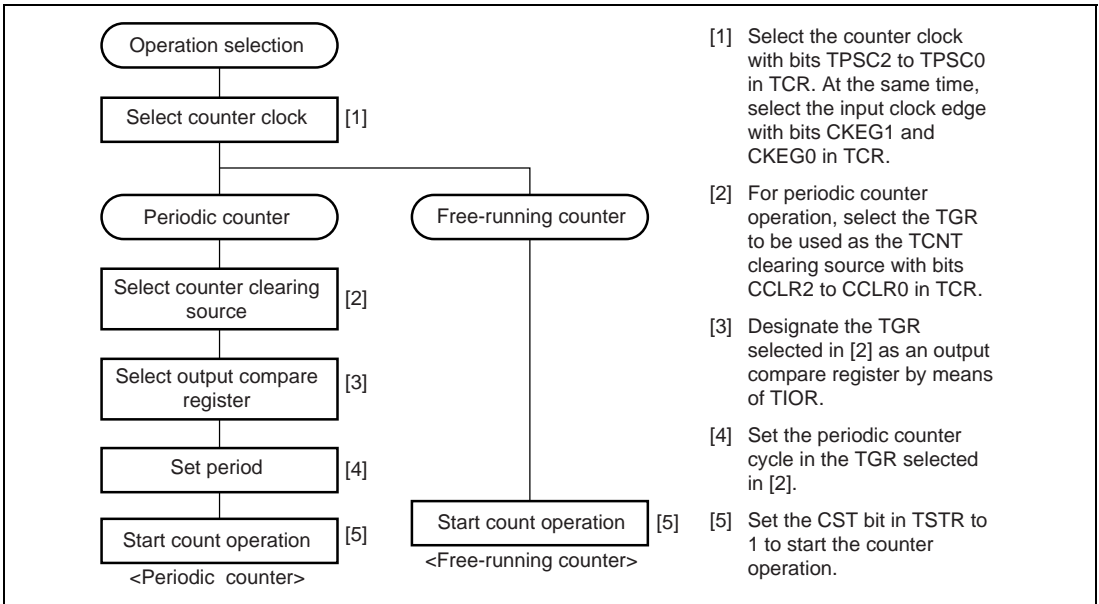 Operation selection
Select counter clock
[1]
Periodic counter
Free-running counter
Select counter clearing
source
[2]
Select output compare
register
[3]
Set period
[4]
Start count operation
[5]
<Periodic counter>
Start count operation
[5]
<Free-running counter>
[1] Select the counter clock
with bits TPSC2 to TPSC0
in TCR. At the same time,
select the input clock edge
with bits CKEG1 and
CKEG0 in TCR.
[2] For periodic counter
operation, select the TGR
to be used as the TCNT
clearing source with bits
CCLR2 to CCLR0 in TCR.
[3] Designate the TGR
selected in [2] as an output
compare register by means
of TIOR.
[4] Set the periodic counter
cycle in the TGR selected
in [2].
[5] Set the CST bit in TSTR to
1 to start the counter
operation.